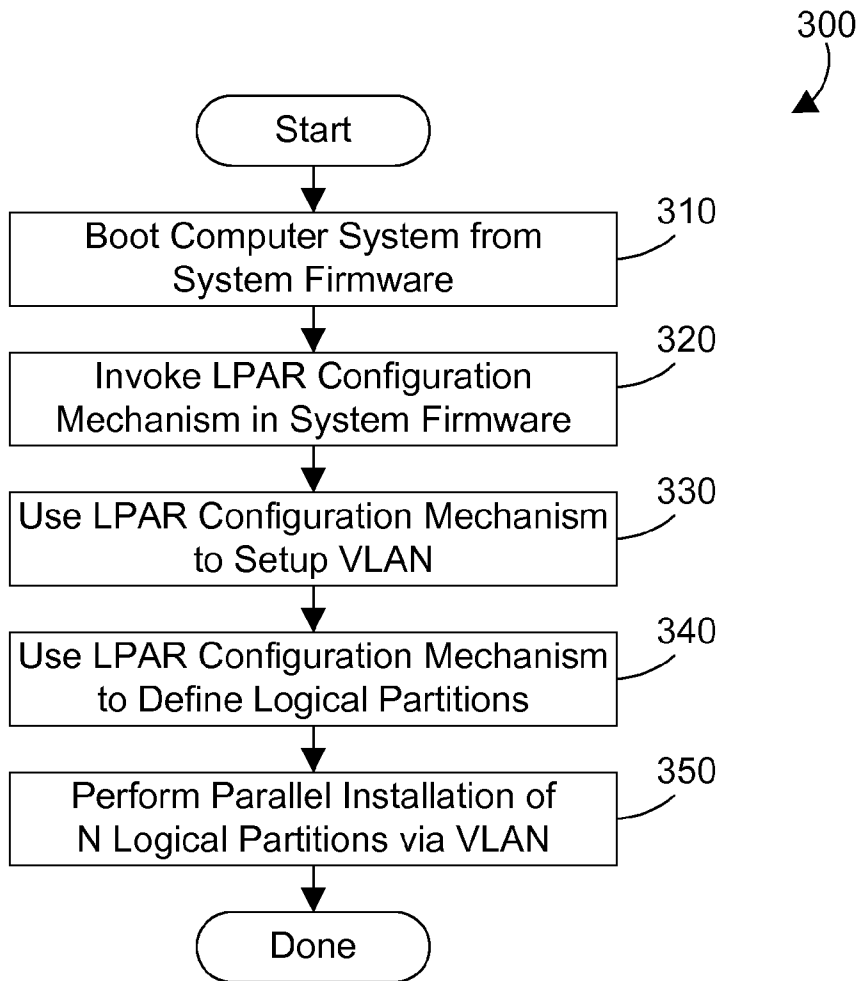 300
Start
310
Boot Computer System from
System Firmware
320
Invoke LPAR Configuration
Mechanism in System Firmware
330
Use LPAR Configuration Mechanism
to Setup VLAN
340
Use LPAR Configuration Mechanism
to Define Logical Partitions
350
Perform Parallel Installation of
N Logical Partitions via VLAN
Done